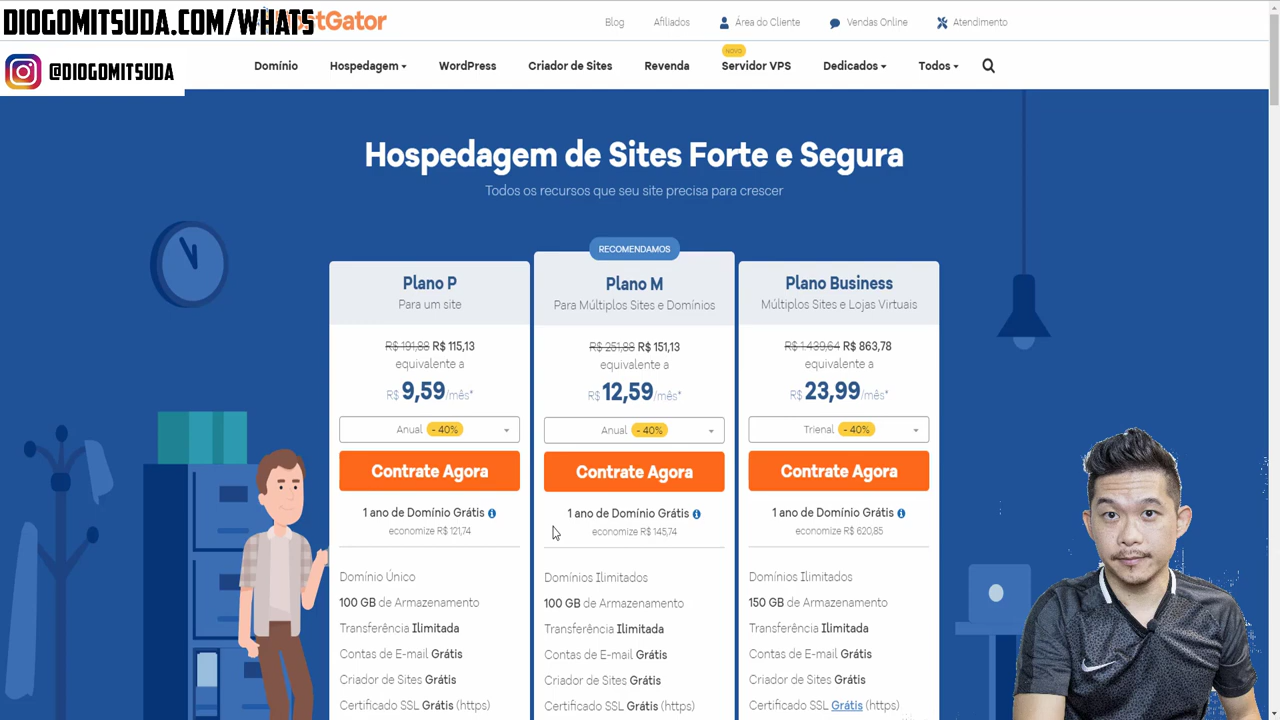 DIOGOMITSUDA.COM/WHATS
HostGator
Blog
Afiliados
Área do Cliente
Vendas Online
Atendimento
@DIOGOMITSUDA
NOVO
Domínio
Hospedagem
WordPress
Criador de Sites
Revenda
Servidor VPS
Dedicados
Todos
Hospedagem de Sites Forte e Segura
Todos os recursos que seu site precisa para crescer
RECOMENDAMOS
Plano P
Para um site
R$ 191,88 R$ 115,13
equivalente a
R$ 9,59/mês*
Anual - 40%
Contrate Agora
1 ano de Domínio Grátis
economize R$ 121,74
Domínio Único
100 GB de Armazenamento
Transferência Ilimitada
Contas de E-mail Grátis
Criador de Sites Grátis
Certificado SSL Grátis (https)
Plano M
Para Múltiplos Sites e Domínios
R$ 251,88 R$ 151,13
equivalente a
R$ 12,59/mês*
Anual - 40%
Contrate Agora
1 ano de Domínio Grátis
economize R$ 145,74
Domínios Ilimitados
100 GB de Armazenamento
Transferência Ilimitada
Contas de E-mail Grátis
Criador de Sites Grátis
Certificado SSL Grátis (https)
Plano Business
Múltiplos Sites e Lojas Virtuais
R$ 1.439,64 R$ 863,78
equivalente a
R$ 23,99/mês*
Trienal - 40%
Contrate Agora
1 ano de Domínio Grátis
economize R$ 620,85
Domínios Ilimitados
150 GB de Armazenamento
Transferência Ilimitada
Contas de E-mail Grátis
Criador de Sites Grátis
Certificado SSL Grátis (https)